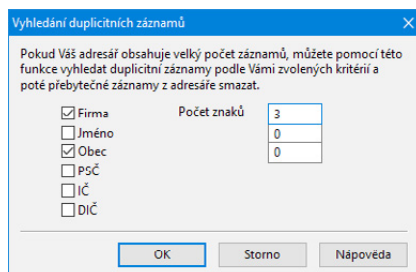 Vyhledání duplicitních záznamů
Pokud Váš adresář obsahuje velký počet záznamů, můžete pomocí této
funkce vyhledat duplicitní záznamy podle Vámi zvolených kritérií a
poté přebytečné záznamy z adresáře smazat.
Firma Počet znaků 3
Jméno 0
Obec 0
PSČ
IČ
DIČ
OK Storno Nápověda